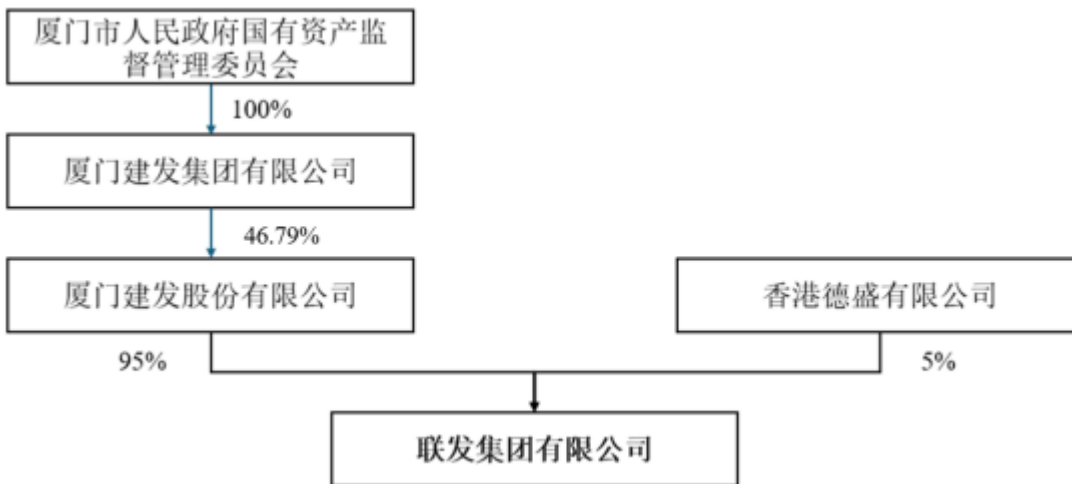 厦门市人民政府国有资产监
督管理委员会
100%
厦门建发集团有限公司
46.79%
厦门建发股份有限公司
香港德盛有限公司
95%
5%
联发集团有限公司